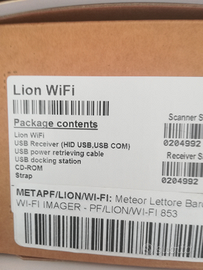 Lion WiFi
Package contents
Lion WiFi
USB Receiver (HID USB,USB COM)
USB power retrieving cable
USB docking station
CD-ROM
Strap
Scanner S
0204992
Receiver S
0204992
METAPF/LION/WI-FI: Meteor Lettore Barc
WI-FI IMAGER - PF/LION/WI-FI 853